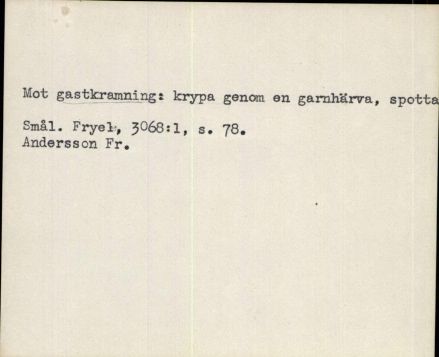 Mot gastkramning: krypa genom en garnhärva, spotta
Smål. Fryel, 3068:1, s. 78.
Andersson Fr.